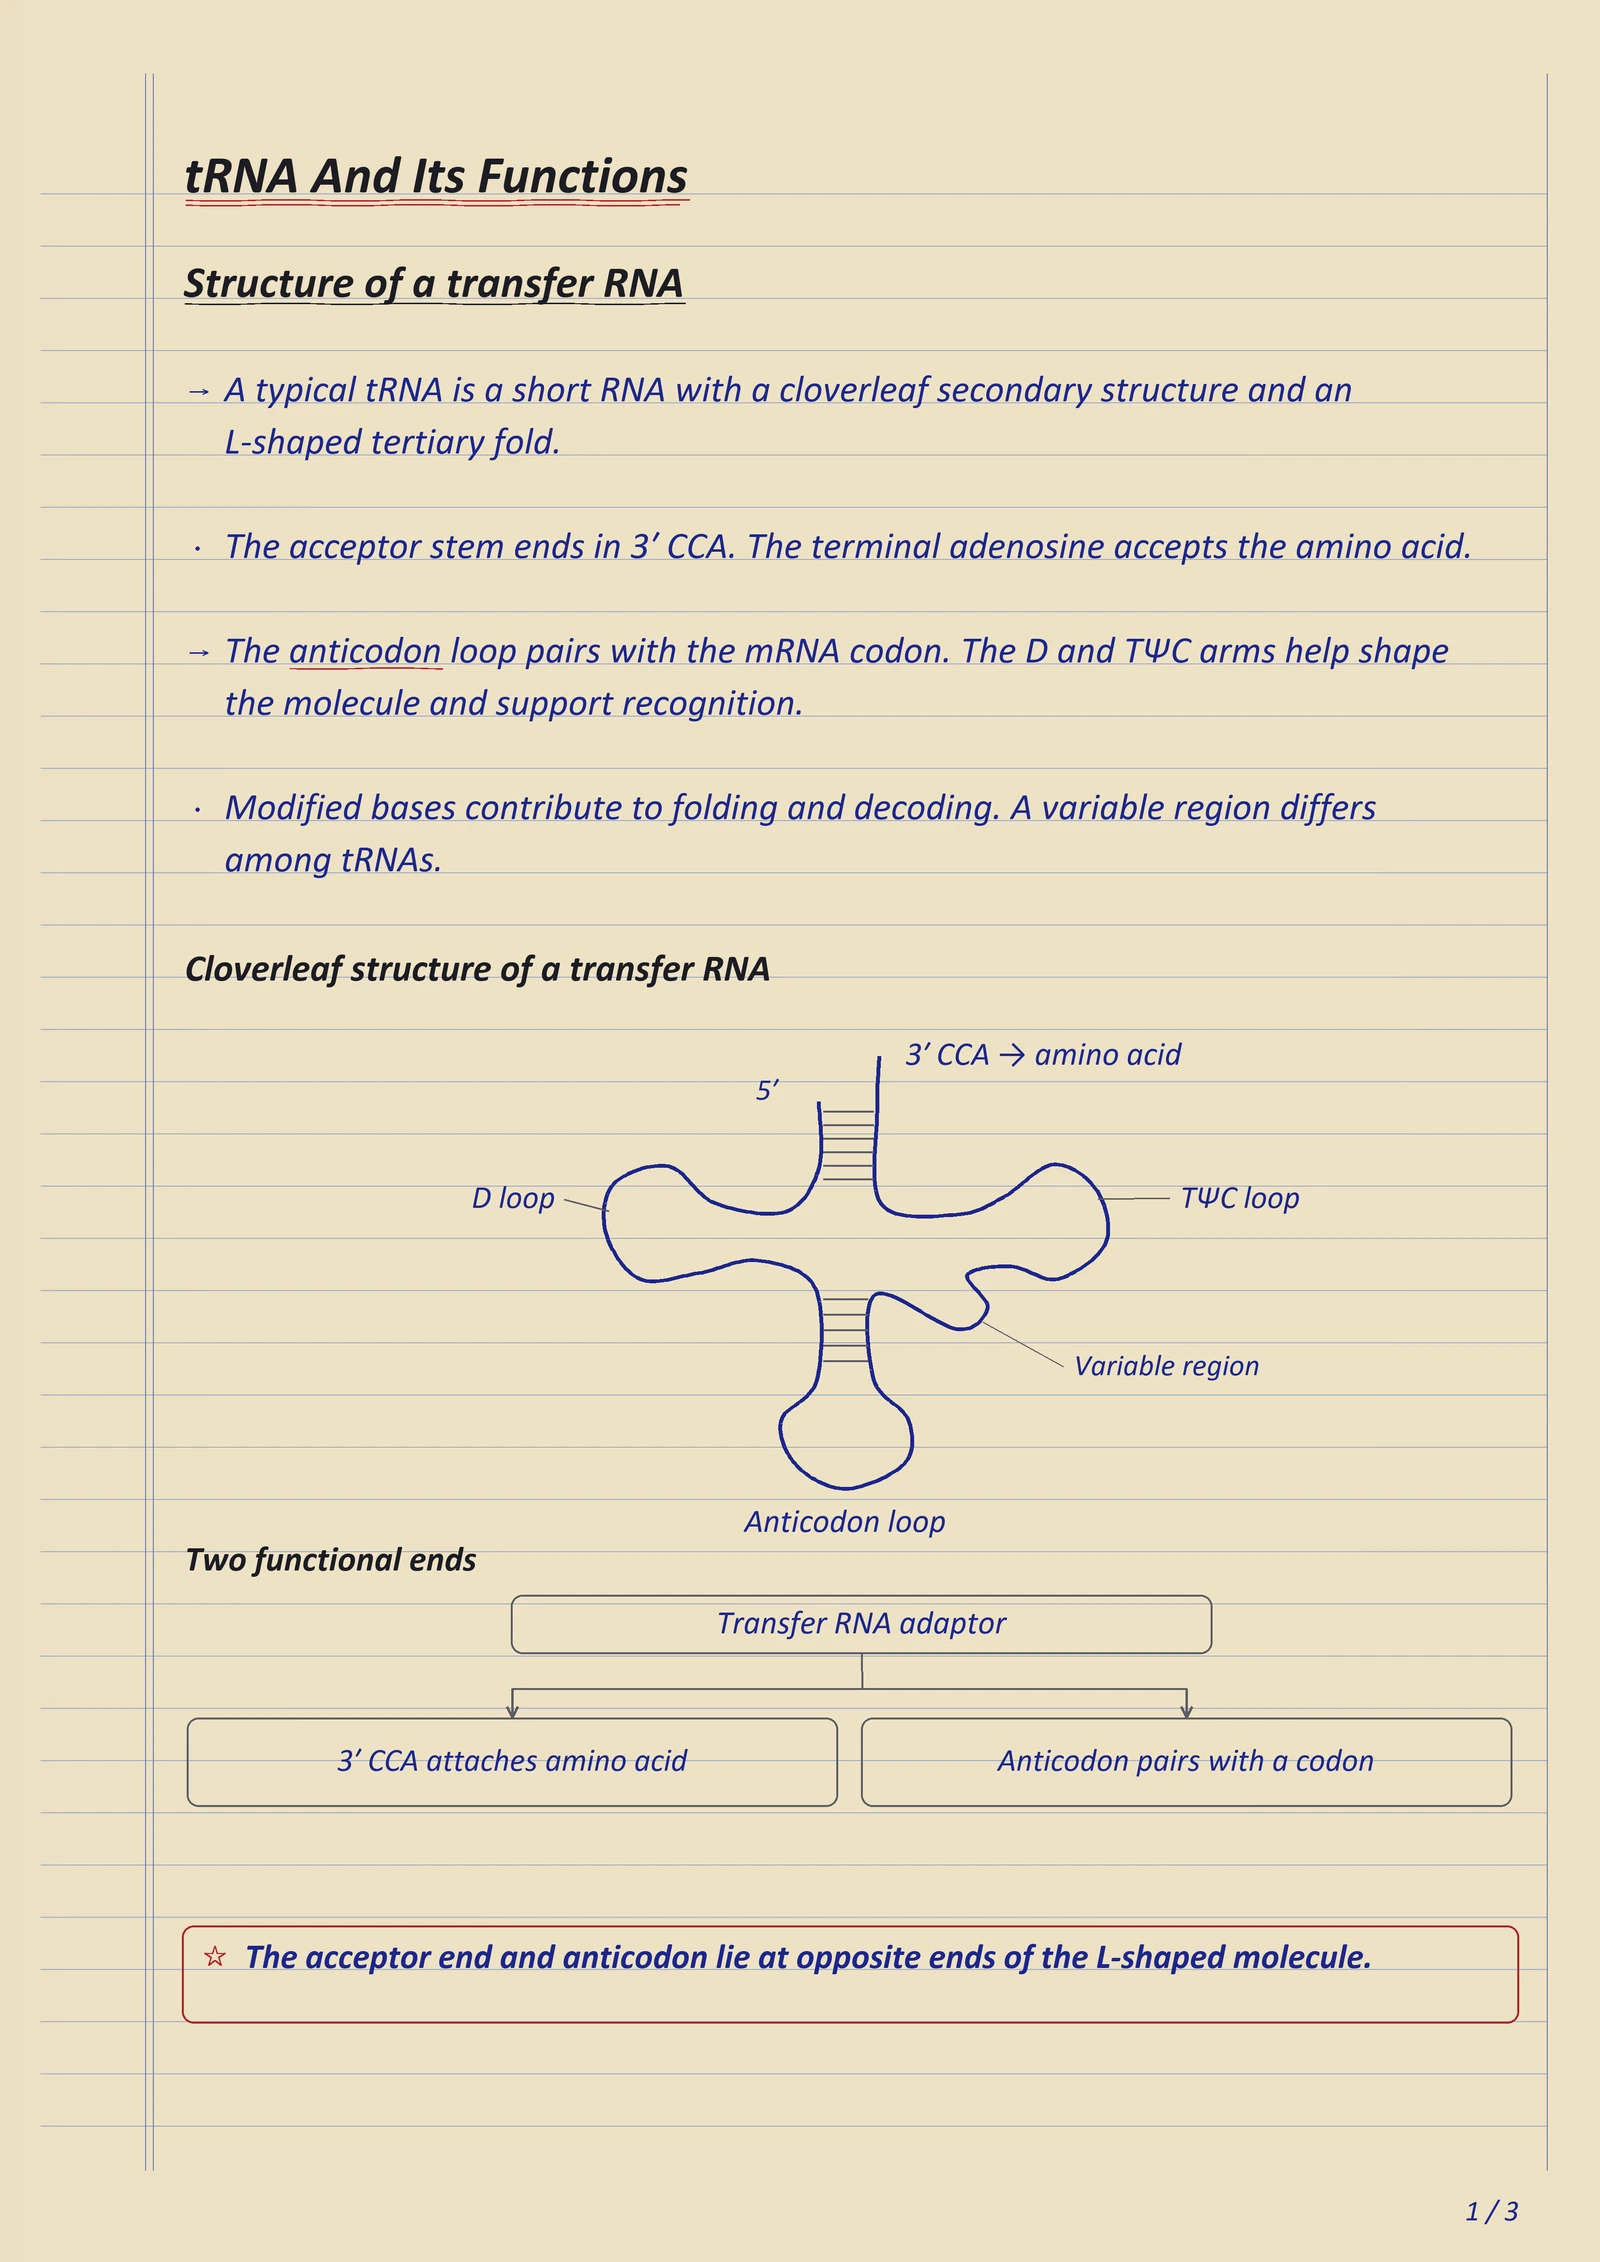 tRNA And Its Functions
Structure of a transfer RNA
→ A typical tRNA is a short RNA with a cloverleaf secondary structure and an
L-shaped tertiary fold.
· The acceptor stem ends in 3′ CCA. The terminal adenosine accepts the amino acid.
→ The anticodon loop pairs with the mRNA codon. The D and TΨC arms help shape
the molecule and support recognition.
· Modified bases contribute to folding and decoding. A variable region differs
among tRNAs.
Cloverleaf structure of a transfer RNA
3′ CCA → amino acid
5′
D loop
TΨC loop
Variable region
Anticodon loop
Two functional ends
Transfer RNA adaptor
3′ CCA attaches amino acid
Anticodon pairs with a codon
☆ The acceptor end and anticodon lie at opposite ends of the L-shaped molecule.
1 / 3